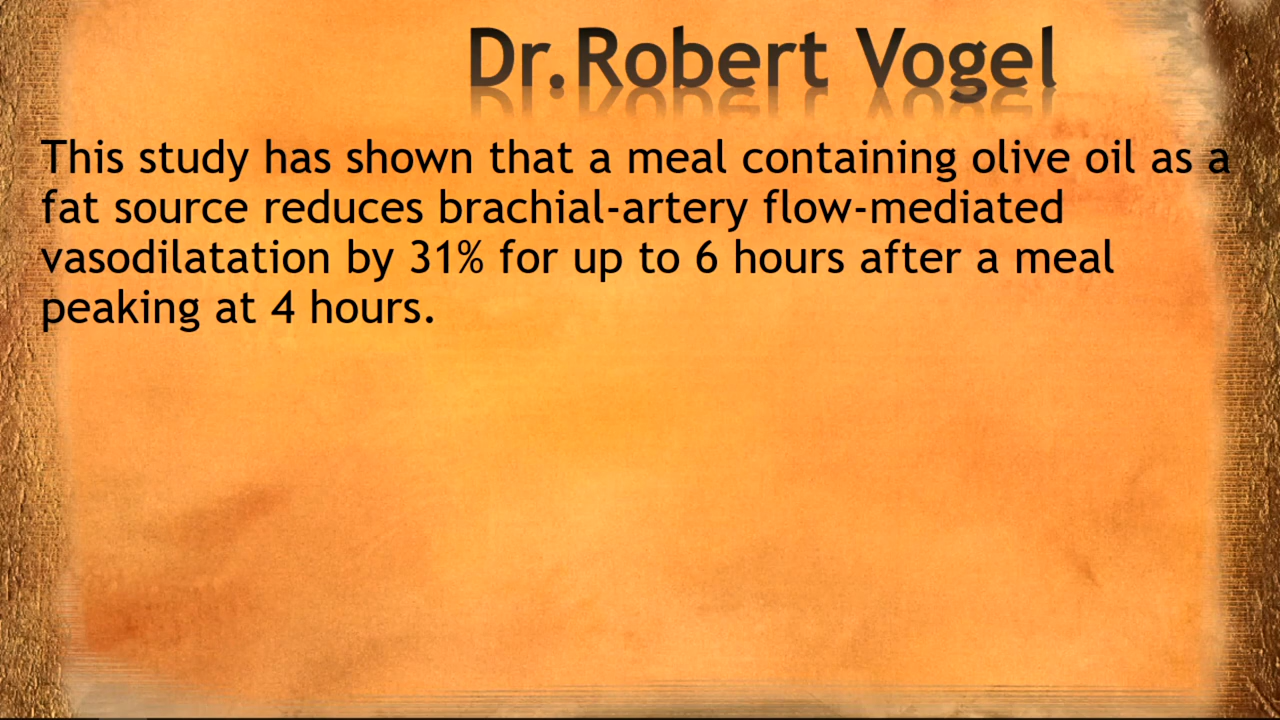 Dr.Robert Vogel
This study has shown that a meal containing olive oil as a
fat source reduces brachial-artery flow-mediated
vasodilatation by 31% for up to 6 hours after a meal
peaking at 4 hours.